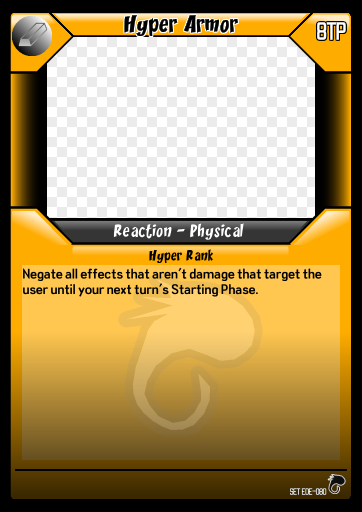 Hyper Armor
8TP
Reaction - Physical
Hyper Rank
Negate all effects that aren't damage that target the
user until your next turn's Starting Phase.
SET EDE-080